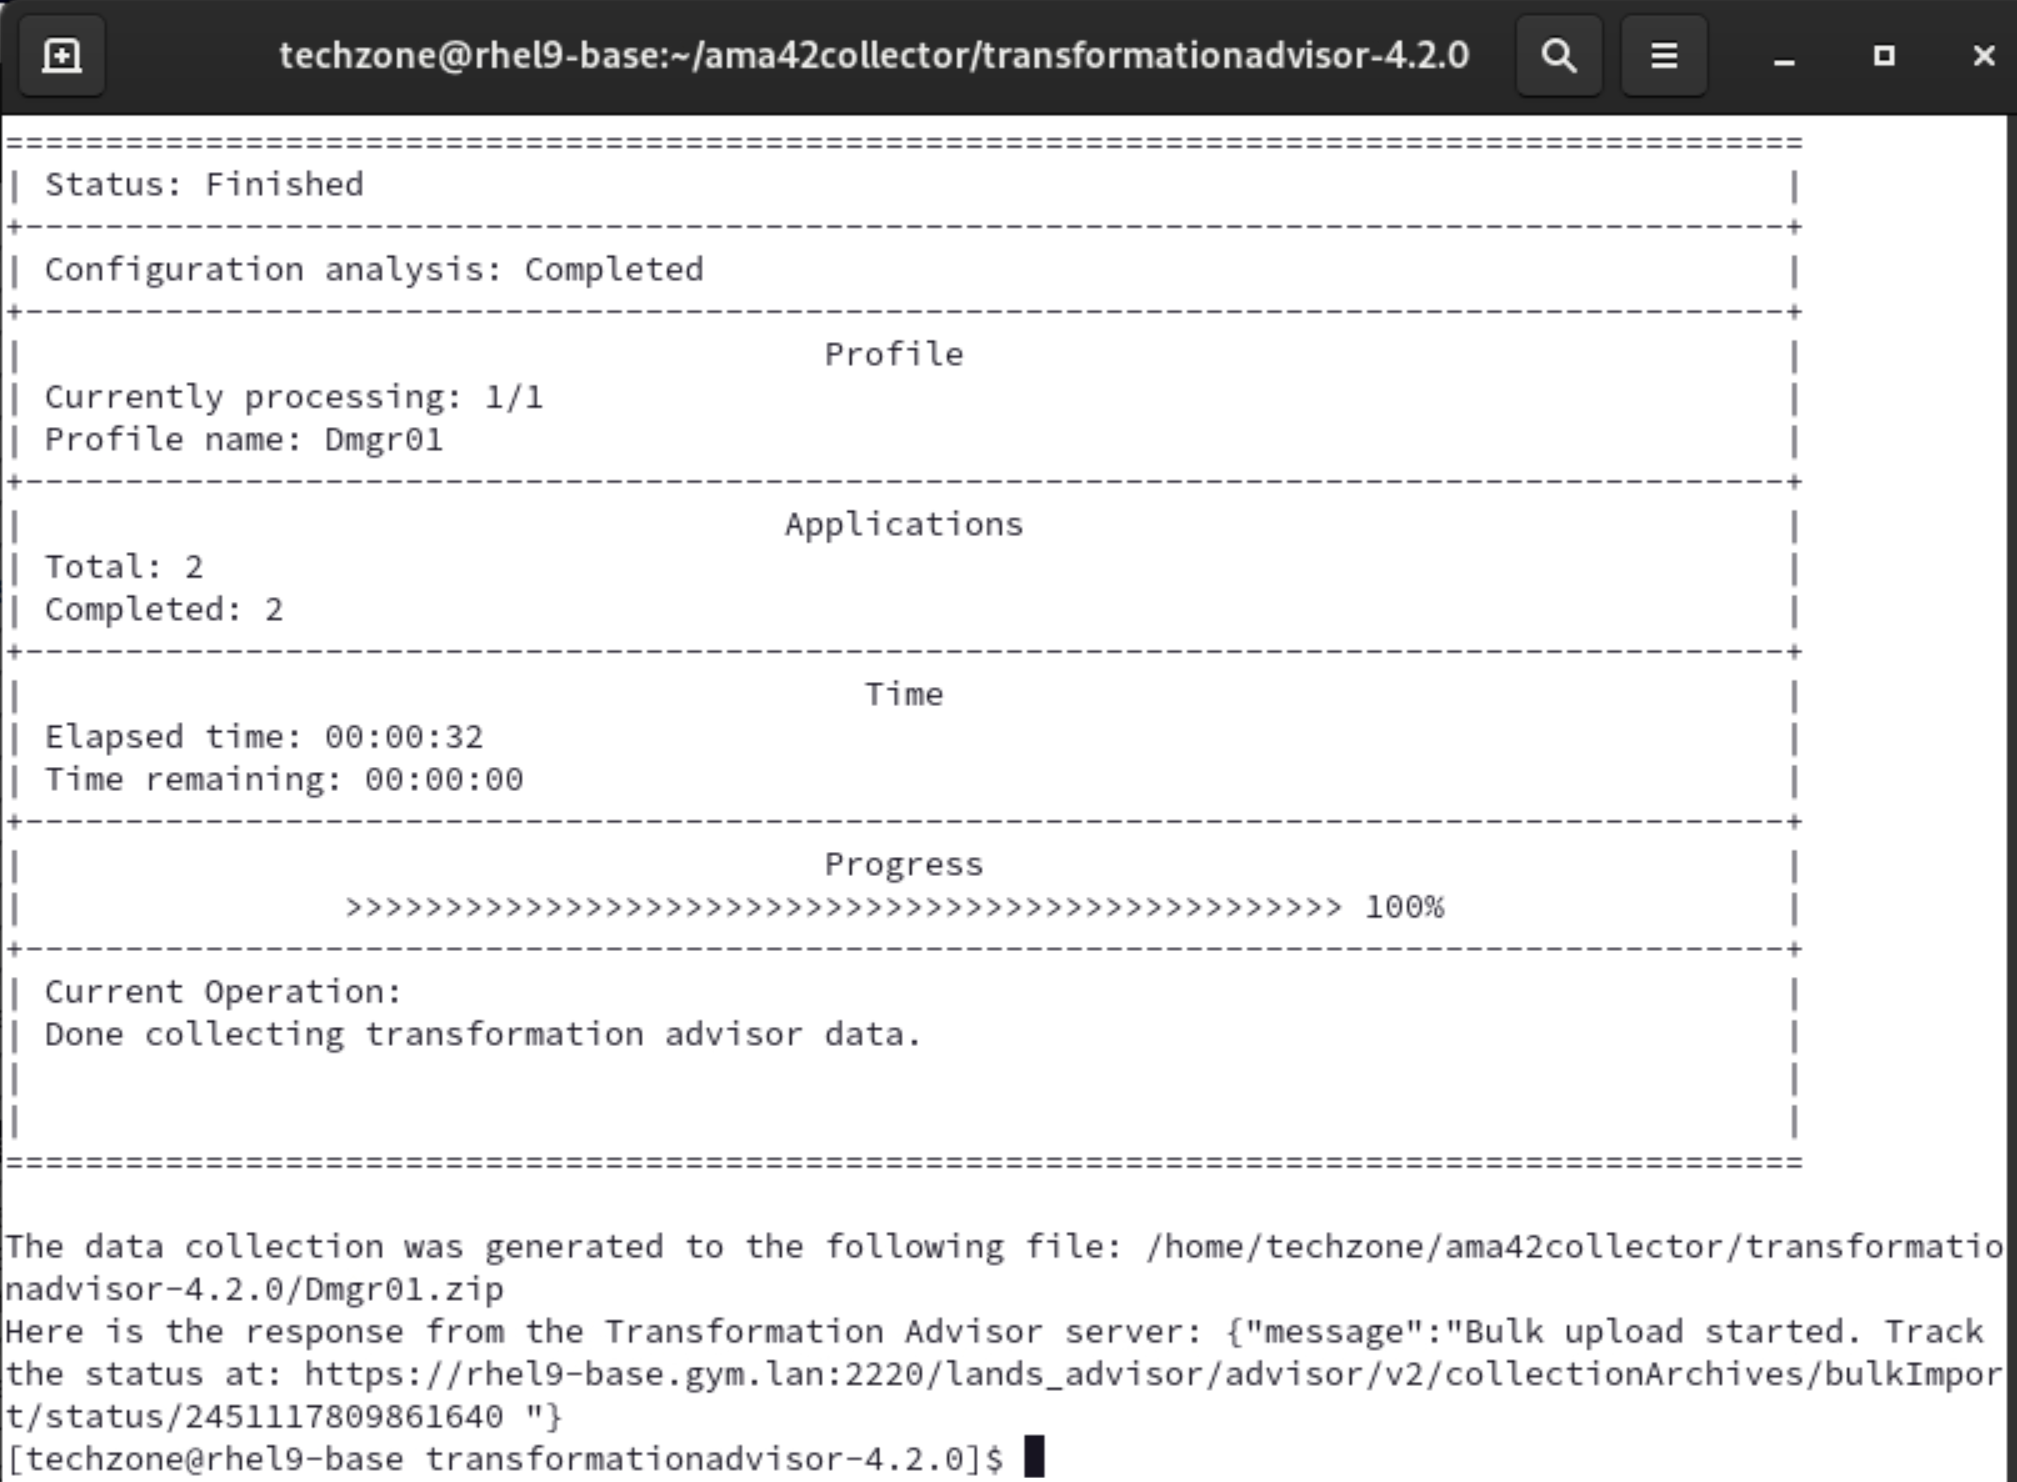 techzone@rhel9-base:~/ama42collector/transformationadvisor-4.2.0
==========================================================================================
| Status: Finished |
+----------------------------------------------------------------------------------------+
| Configuration analysis: Completed |
+----------------------------------------------------------------------------------------+
| Profile |
| Currently processing: 1/1 |
| Profile name: Dmgr01 |
+----------------------------------------------------------------------------------------+
| Applications |
| Total: 2 |
| Completed: 2 |
+----------------------------------------------------------------------------------------+
| Time |
| Elapsed time: 00:00:32 |
| Time remaining: 00:00:00 |
+----------------------------------------------------------------------------------------+
| Progress |
| >>>>>>>>>>>>>>>>>>>>>>>>>>>>>>>>>>>>>>>>>>>>>>>>>> 100% |
+----------------------------------------------------------------------------------------+
| Current Operation: |
| Done collecting transformation advisor data. |
| |
| |
==========================================================================================
The data collection was generated to the following file: /home/techzone/ama42collector/transformatio
nadvisor-4.2.0/Dmgr01.zip
Here is the response from the Transformation Advisor server: {"message":"Bulk upload started. Track
the status at: https://rhel9-base.gym.lan:2220/lands_advisor/advisor/v2/collectionArchives/bulkImpor
t/status/2451117809861640 "}
[techzone@rhel9-base transformationadvisor-4.2.0]$